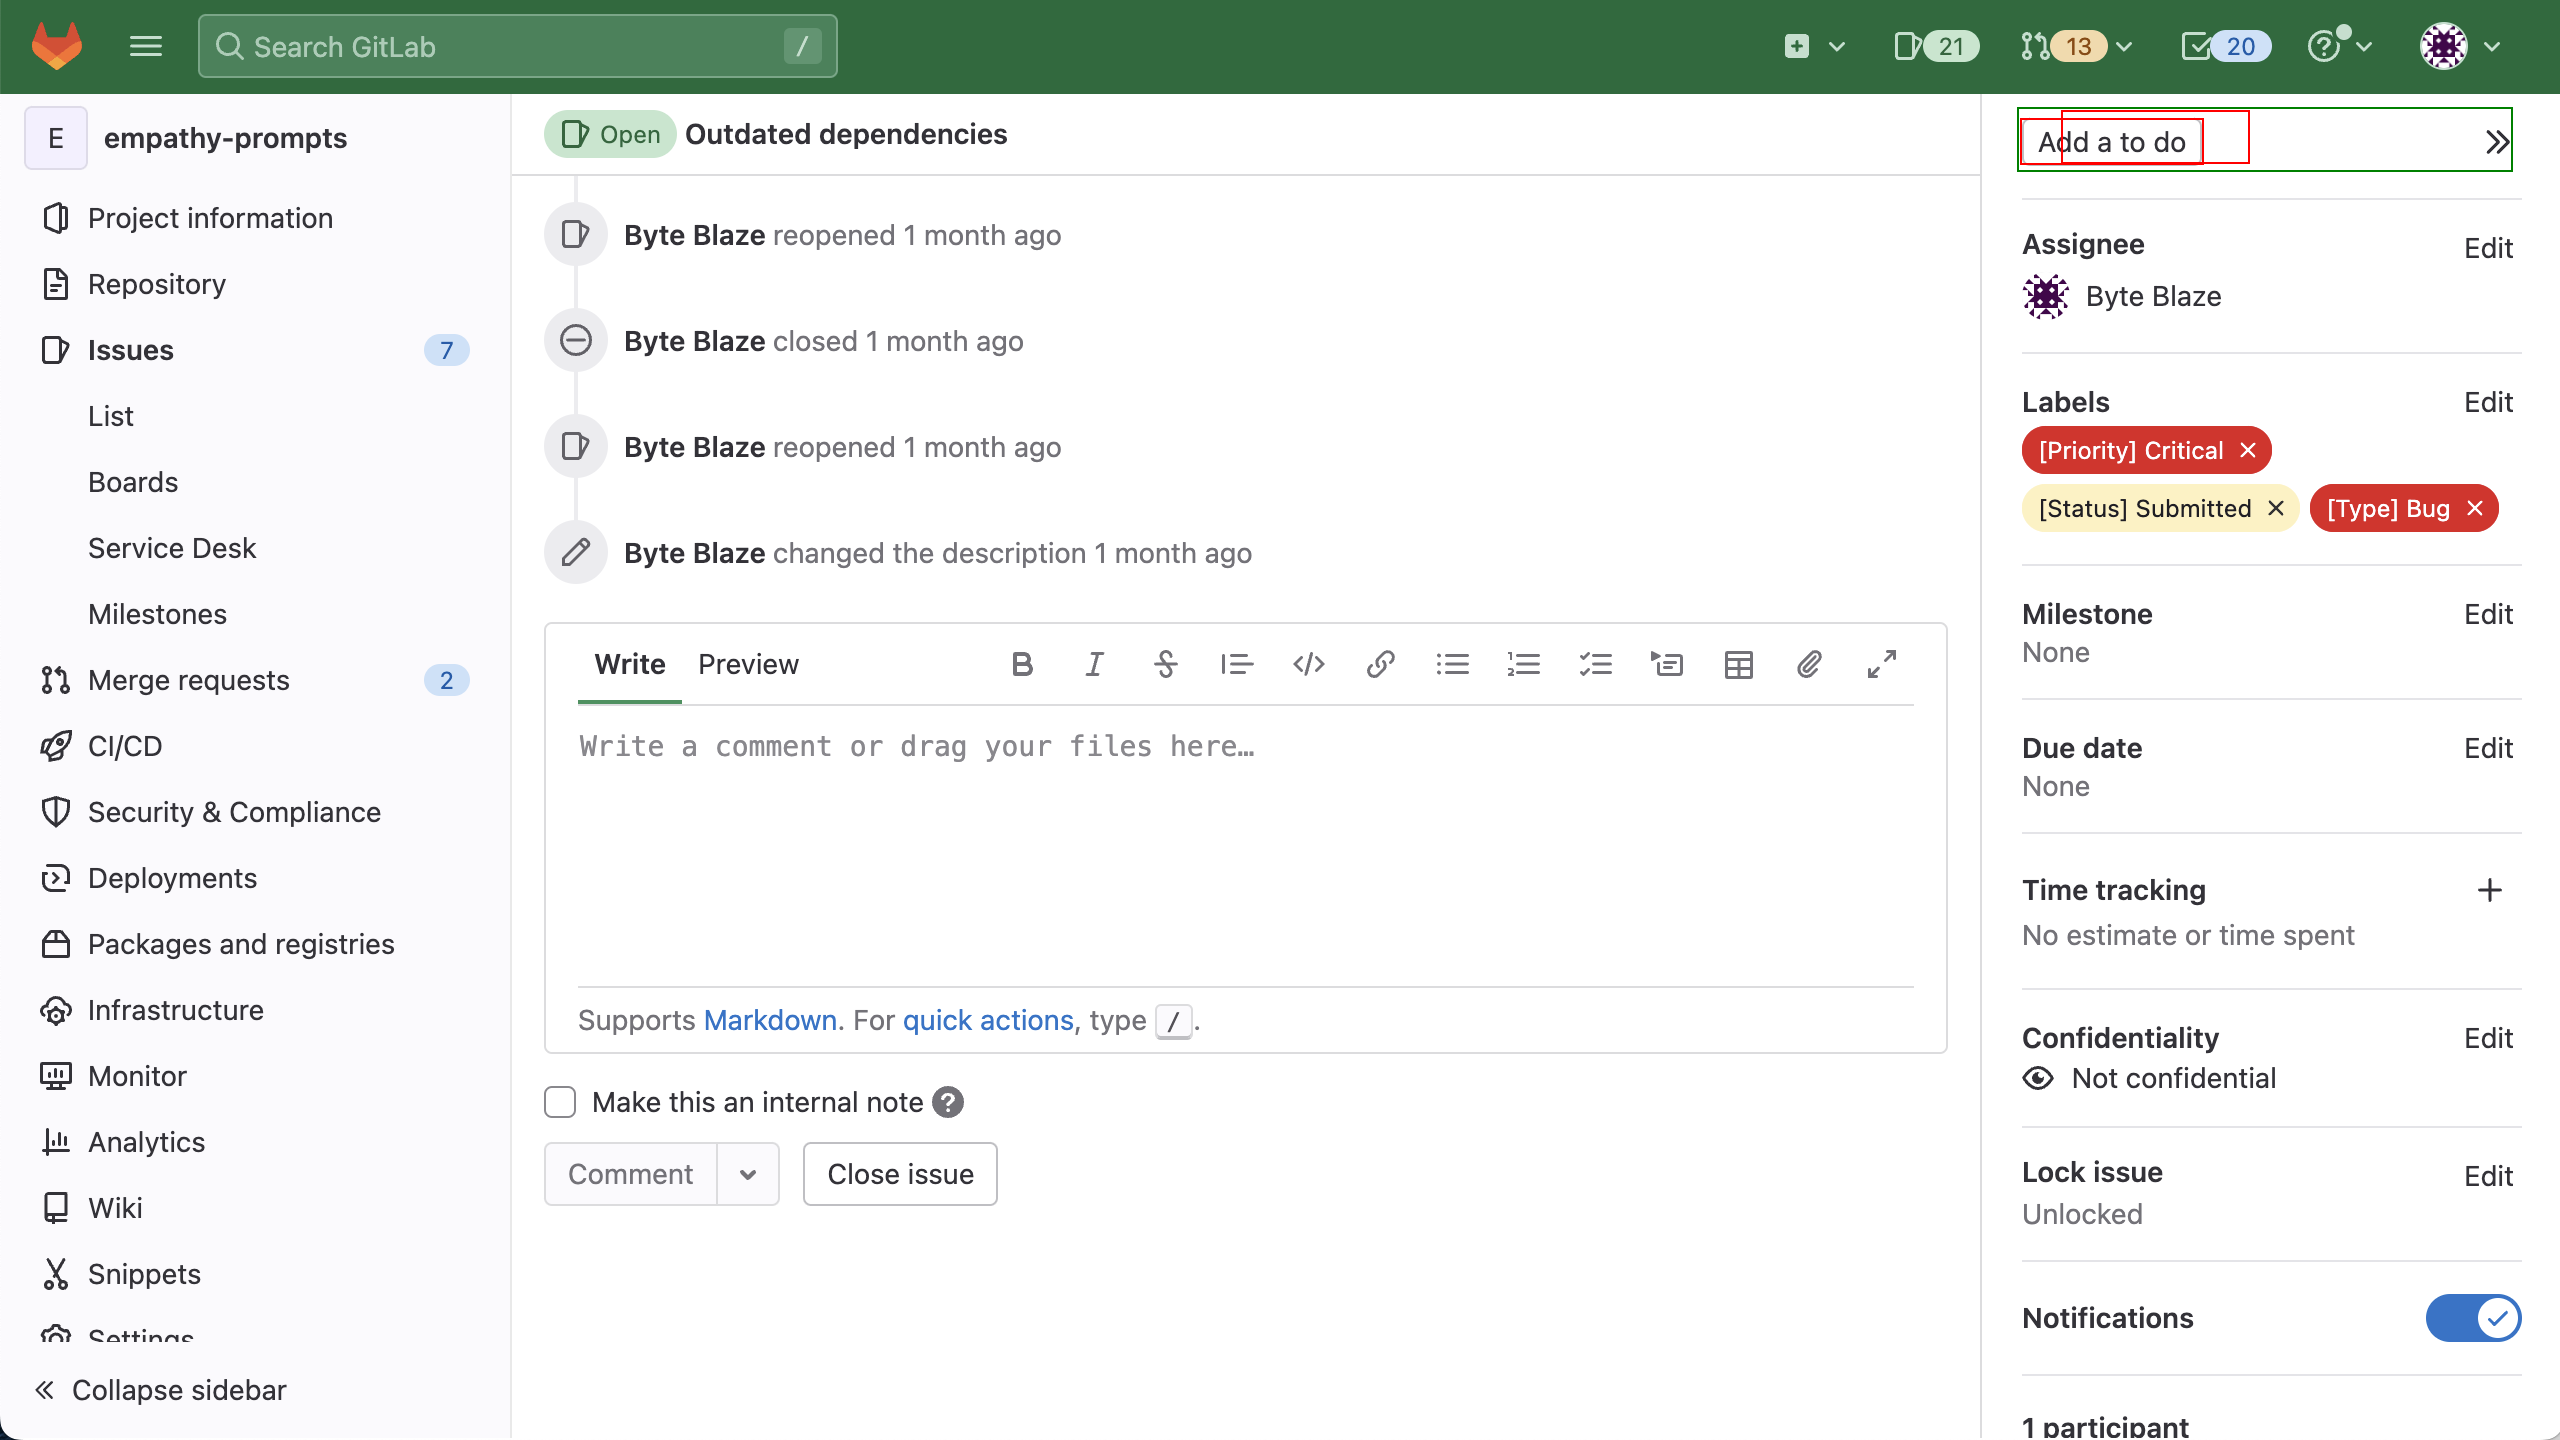 Search GitLab /
21
13
20
E empathy-prompts
Project information
Repository
Issues 7
List
Boards
Service Desk
Milestones
Merge requests 2
CI/CD
Security & Compliance
Deployments
Packages and registries
Infrastructure
Monitor
Analytics
Wiki
Snippets
Settings
Collapse sidebar
Open Outdated dependencies
Byte Blaze reopened 1 month ago
Byte Blaze closed 1 month ago
Byte Blaze reopened 1 month ago
Byte Blaze changed the description 1 month ago
Write Preview
Write a comment or drag your files here…
Supports Markdown. For quick actions, type /.
Make this an internal note
Comment Close issue
Add a to do
Assignee Edit
Byte Blaze
Labels Edit
[Priority] Critical
[Status] Submitted [Type] Bug
Milestone Edit
None
Due date Edit
None
Time tracking
No estimate or time spent
Confidentiality Edit
Not confidential
Lock issue Edit
Unlocked
Notifications
1 participant